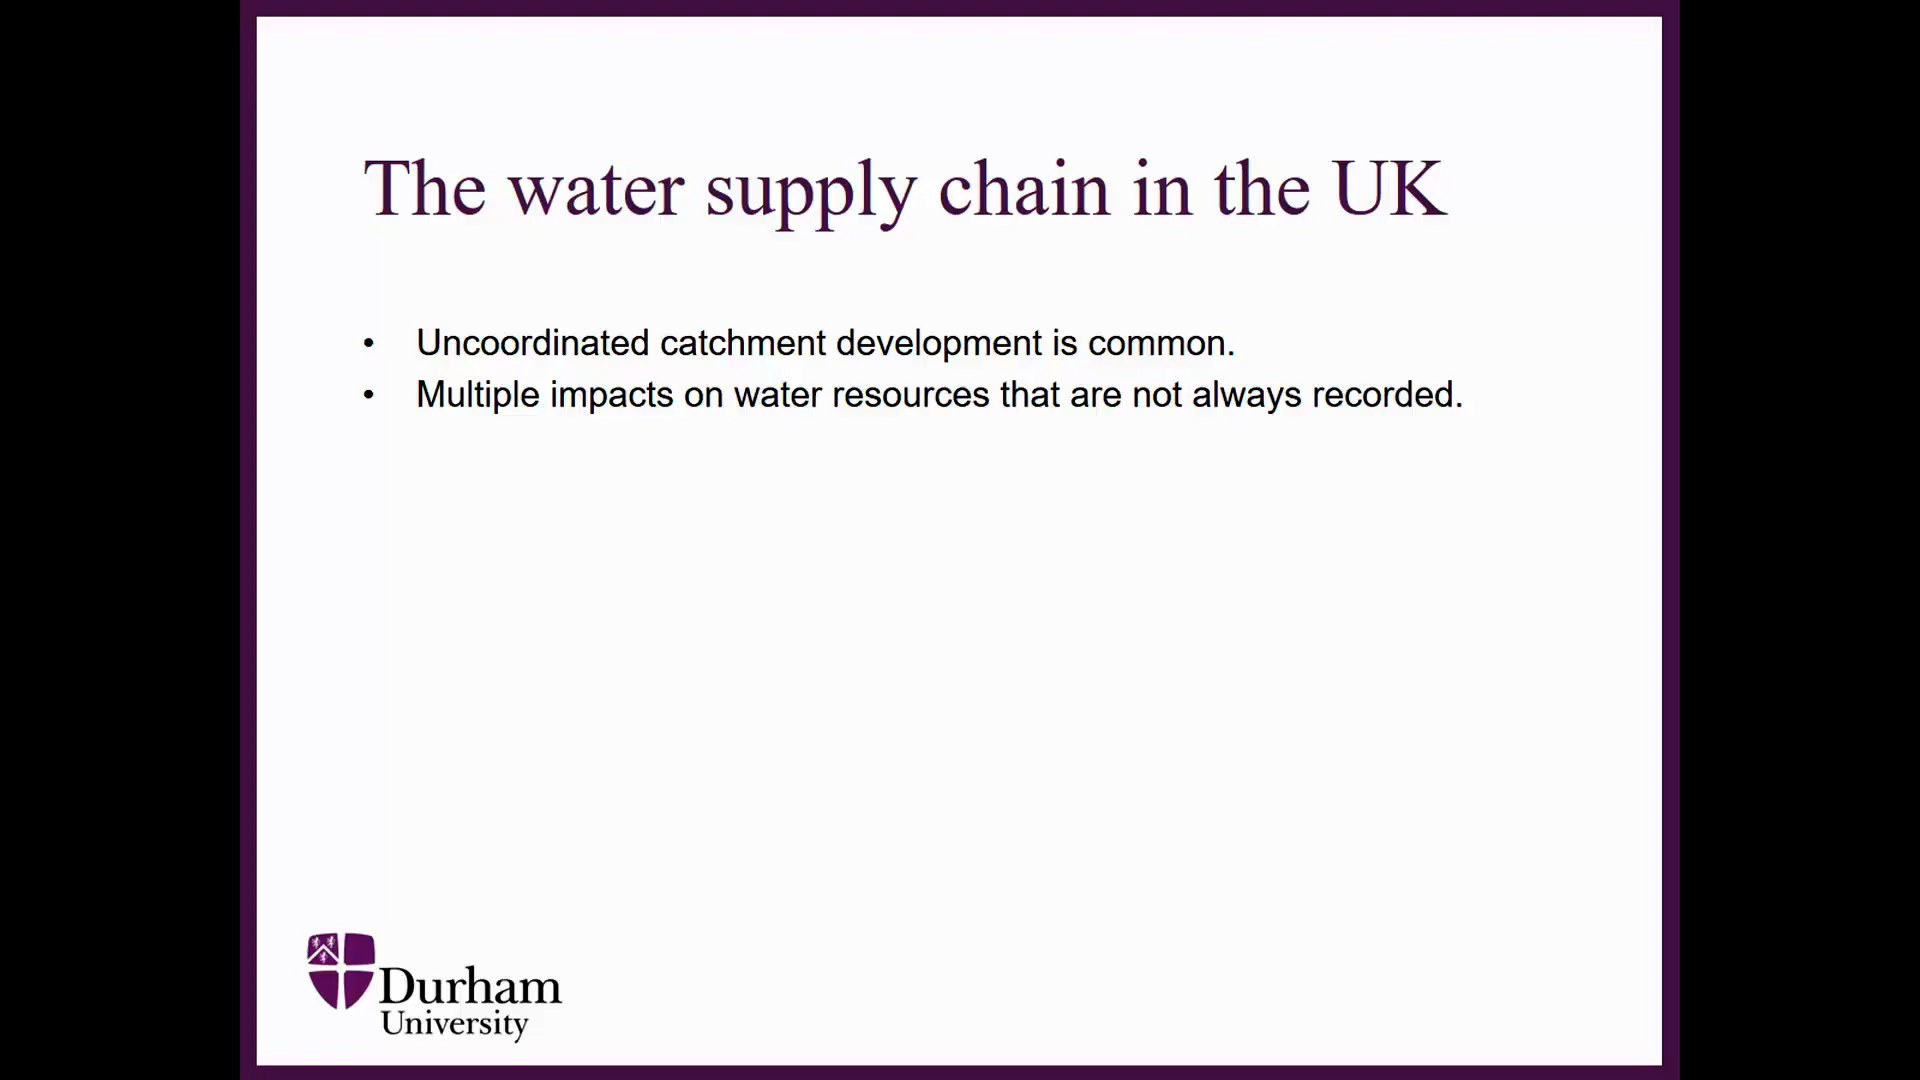 The water supply chain in the UK
• Uncoordinated catchment development is common.
• Multiple impacts on water resources that are not always recorded.
Durham
University